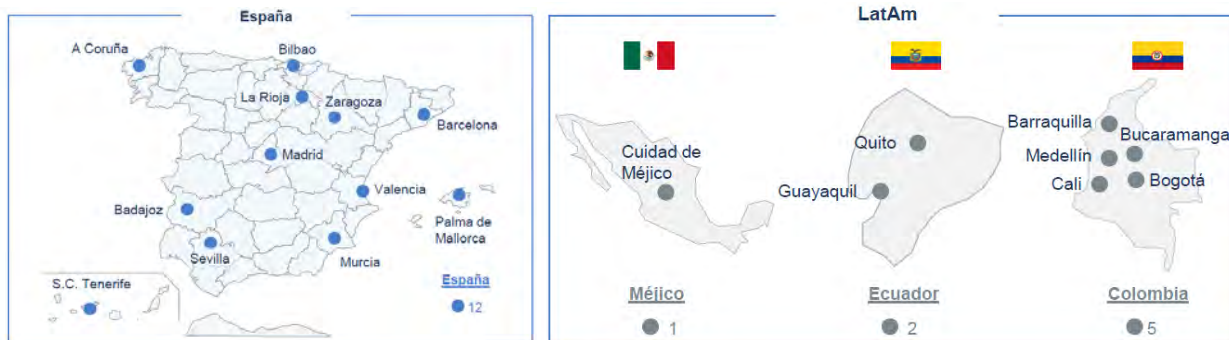 España
A Coruña
Bilbao
La Rioja
Zaragoza
Barcelona
Madrid
Valencia
Badajoz
Palma de
Mallorca
Sevilla
Murcia
S.C. Tenerife
España
12
LatAm
Cuidad de
Méjico
Méjico
1
Quito
Guayaquil
Ecuador
2
Barraquilla
Bucaramanga
Medellín
Cali
Bogotá
Colombia
5